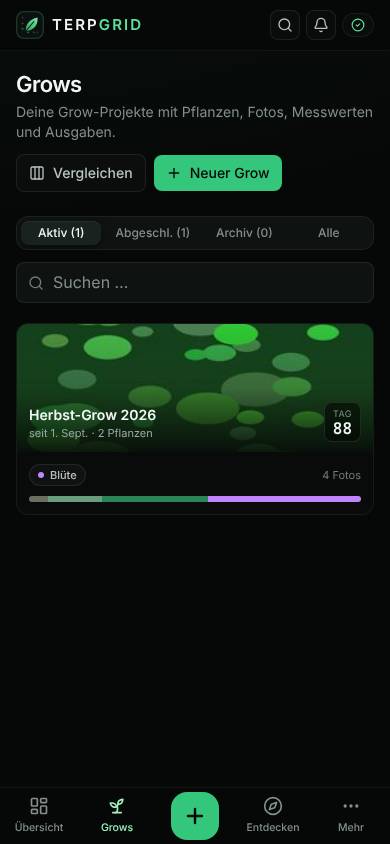 TERPGRID
Grows
Deine Grow-Projekte mit Pflanzen, Fotos, Messwerten
und Ausgaben.
Vergleichen
Neuer Grow
Aktiv (1)
Abgeschl. (1)
Archiv (0)
Alle
Suchen ...
Herbst-Grow 2026
seit 1. Sept. · 2 Pflanzen
TAG
88
Blüte
4 Fotos
Übersicht
Grows
Entdecken
Mehr